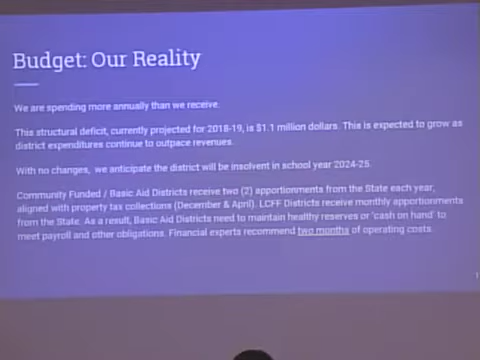 Budget: Our Reality
We are spending more annually than we receive.
This structural deficit, currently projected for 2018-19, is $1.1 million dollars. This is expected to grow as
district expenditures continue to outpace revenues.
With no changes, we anticipate the district will be insolvent in school year 2024-25.
Community Funded / Basic Aid Districts receive two (2) apportionments from the State each year,
aligned with property tax collections (December & April). LCFF Districts receive monthly apportionments
from the State. As a result, Basic Aid Districts need to maintain healthy reserves or 'cash on hand' to
meet payroll and other obligations. Financial experts recommend two months of operating costs.
1